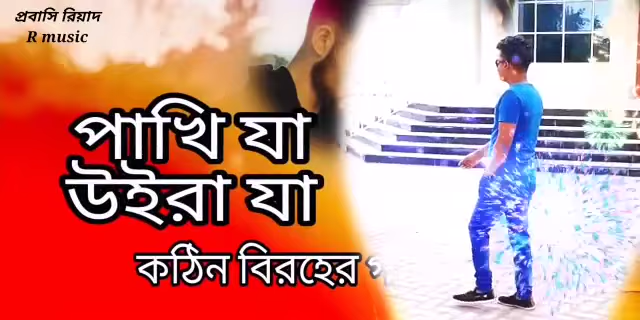 প্রবাসি রিয়াদ
R music
পাখি যা
উইরা যা
কঠিন বিরহের